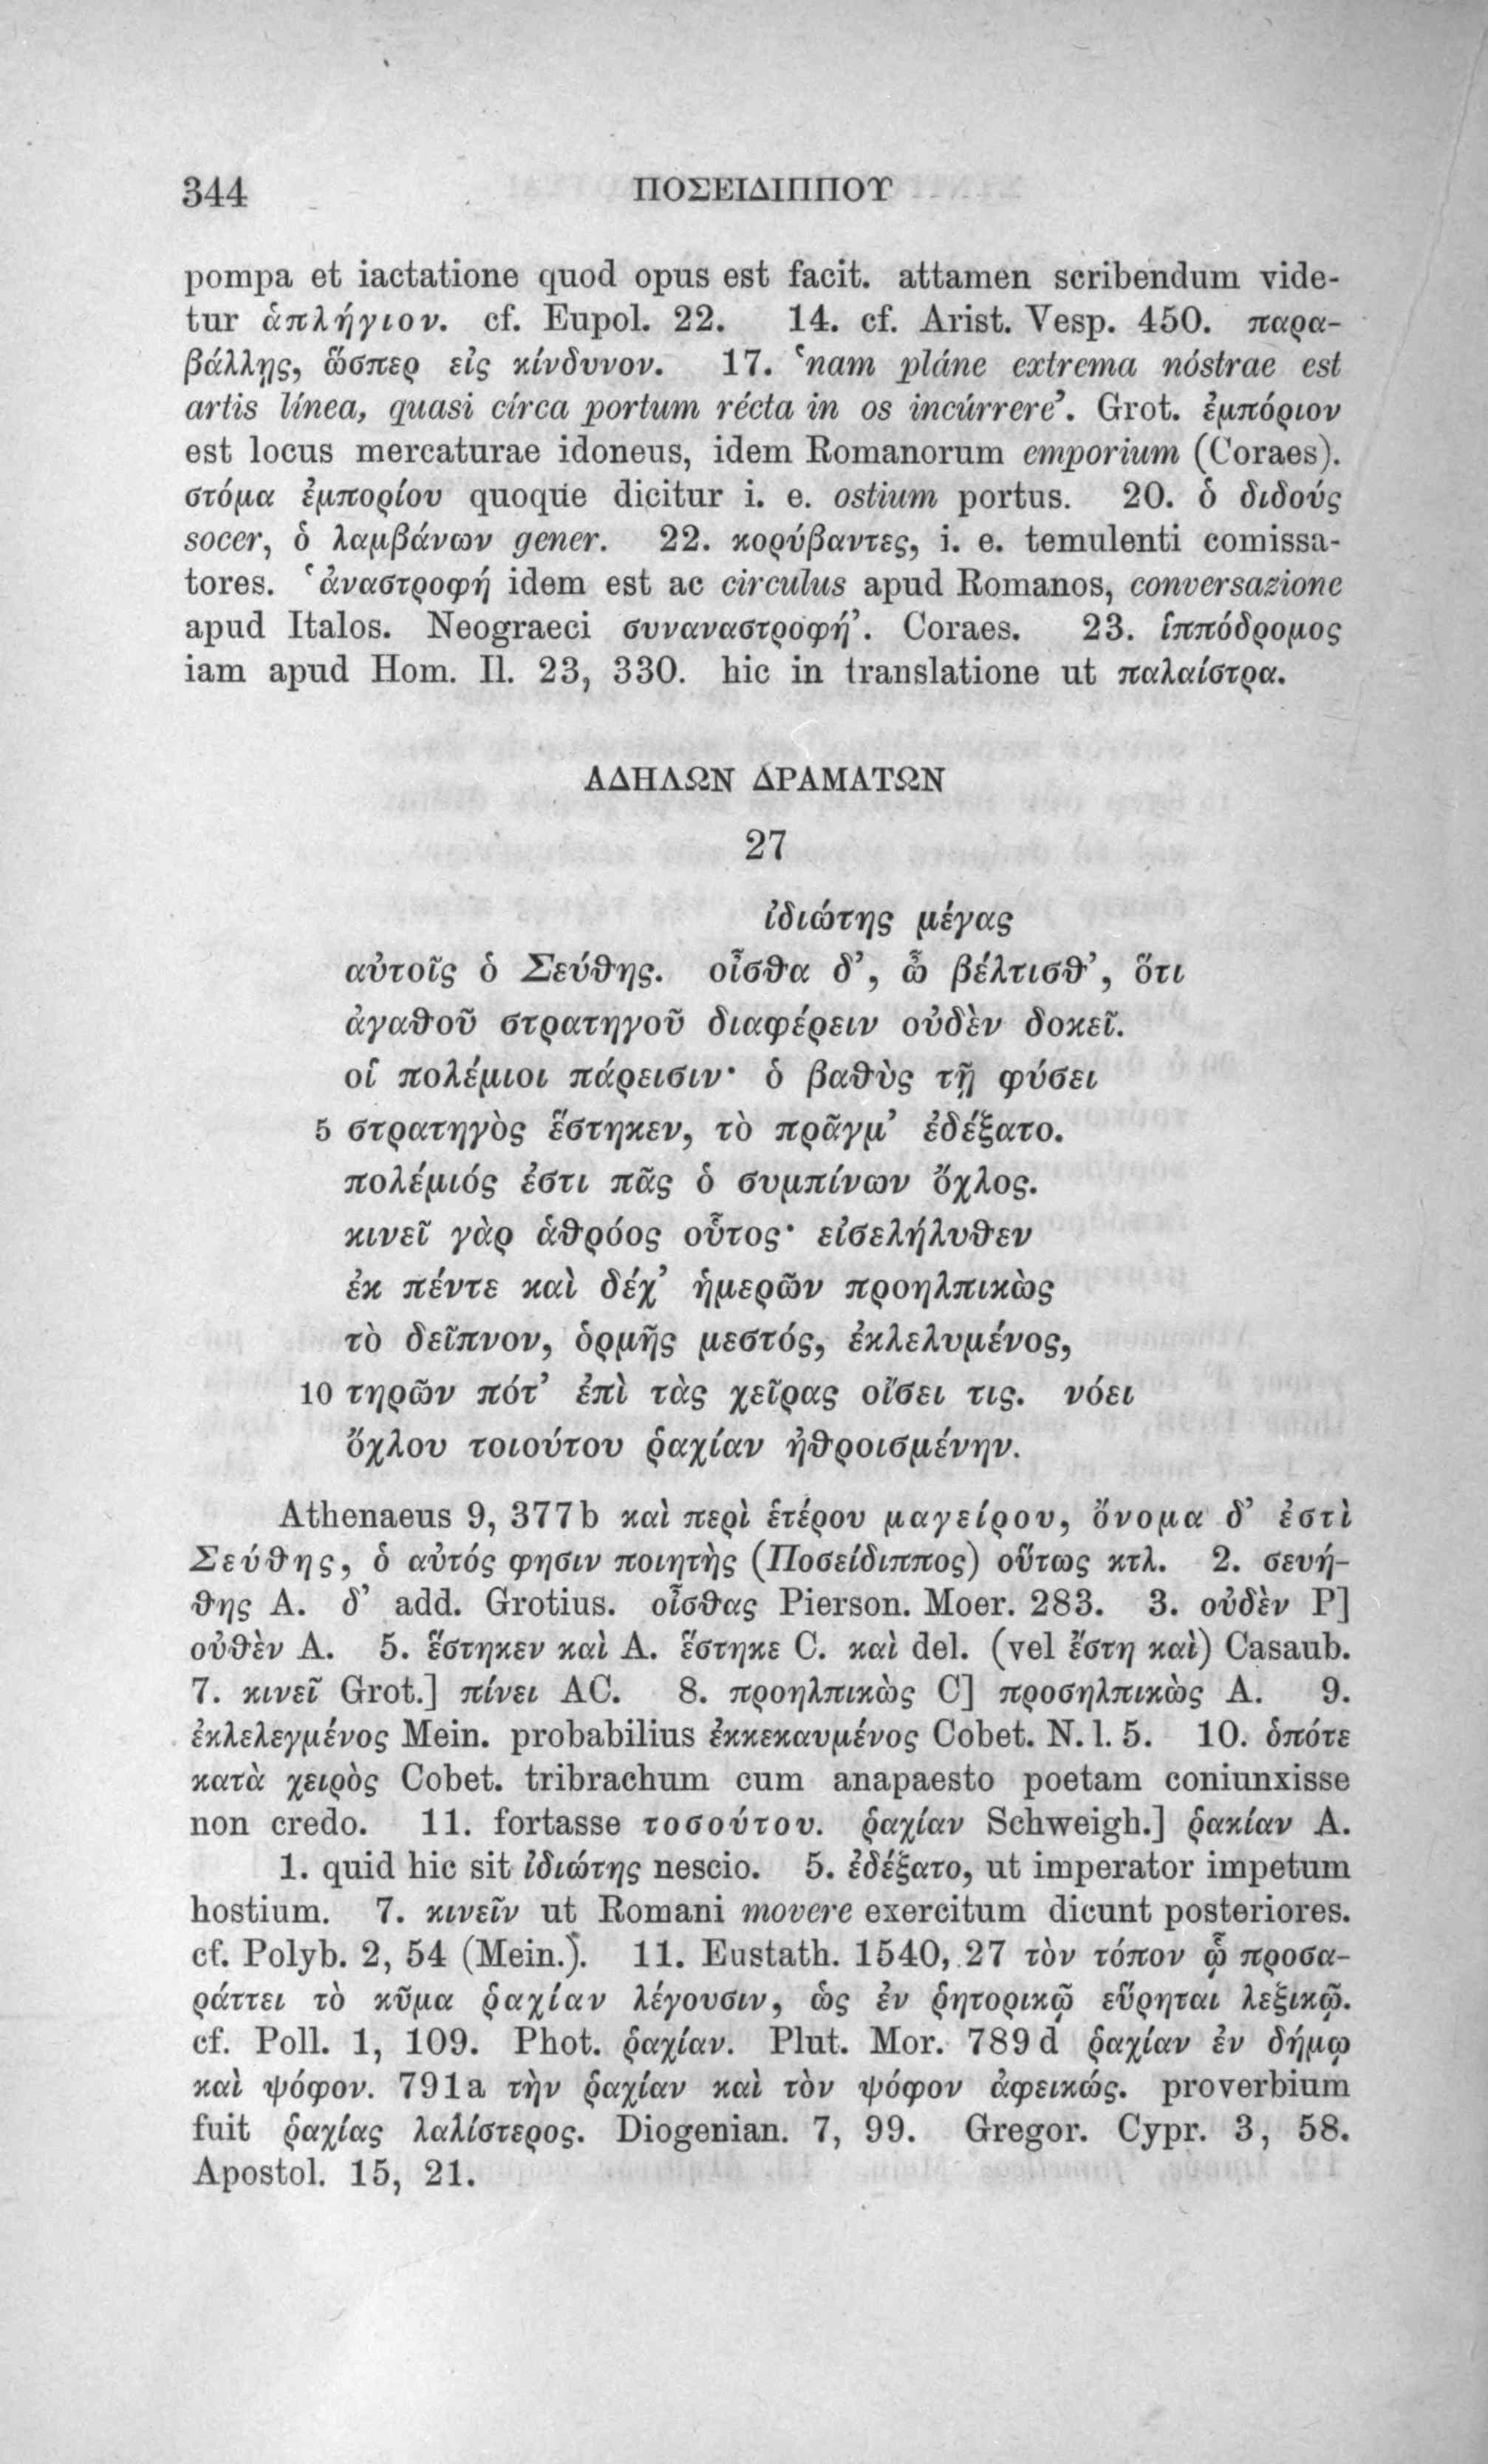 344 ΠΟΣΕΙΔΙΠΠΟΥ
pompa et iactatione quod opus est facit. attamen scribendum vide-
tur ἁπλήγιον. cf. Eupol. 22. 14. cf. Arist. Vesp. 450. παρα-
βάλλῃς, ὥσπερ εἰς κίνδυνον. 17. ‘nam pláne extrema nóstrae est
artis línea, quasi círca portum récta in os incúrrere’. Grot. ἐμπόριον
est locus mercaturae idoneus, idem Romanorum emporium (Coraes).
στόμα ἐμπορίου quoque dicitur i. e. ostium portus. 20. ὁ διδούς
socer, ὁ λαμβάνων gener. 22. κορύβαντες, i. e. temulenti comissa-
tores. ‘ἀναστροφή idem est ac circulus apud Romanos, conversazione
apud Italos. Neograeci συναναστροφή’. Coraes. 23. ἱππόδρομος
iam apud Hom. Il. 23, 330. hic in translatione ut παλαίστρα.
ΑΔΗΛΩΝ ΔΡΑΜΑΤΩΝ
27
ἰδιώτης μέγας
αὐτοῖς ὁ Σεύθης. οἶσθα δ’, ὦ βέλτισθ’, ὅτι
ἀγαθοῦ στρατηγοῦ διαφέρειν οὐδὲν δοκεῖ.
οἱ πολέμιοι πάρεισιν· ὁ βαθὺς τῇ φύσει
5 στρατηγὸς ἕστηκεν, τὸ πρᾶγμ’ ἐδέξατο.
πολέμιός ἐστι πᾶς ὁ συμπίνων ὄχλος.
κινεῖ γὰρ ἁθρόος οὗτος· εἰσελήλυθεν
ἐκ πέντε καὶ δέχ’ ἡμερῶν προηλπικὼς
τὸ δεῖπνον, ὁρμῆς μεστός, ἐκλελυμένος,
10 τηρῶν πότ’ ἐπὶ τὰς χεῖρας οἴσει τις. νόει
ὄχλου τοιούτου ῥαχίαν ἠθροισμένην.
Athenaeus 9, 377b καὶ περὶ ἑτέρου μαγείρου, ὄνομα δ’ ἐστὶ
Σεύθης, ὁ αὐτός φησιν ποιητὴς (Ποσείδιππος) οὕτως κτλ. 2. σευή-
θης A. δ’ add. Grotius. οἶσθας Pierson. Moer. 283. 3. οὐδὲν P]
οὐθὲν A. 5. ἕστηκεν καὶ A. ἕστηκε C. καὶ del. (vel ἔστη καὶ) Casaub.
7. κινεῖ Grot.] πίνει AC. 8. προηλπικὼς C] προσηλπικὼς A. 9.
ἐκλελεγμένος Mein. probabilius ἐκκεκαυμένος Cobet. N. l. 5. 10. ὁπότε
κατὰ χειρὸς Cobet. tribrachum cum anapaesto poetam coniunxisse
non credo. 11. fortasse τοσούτου. ῥαχίαν Schweigh.] ῥακίαν A.
1. quid hic sit ἰδιώτης nescio. 5. ἐδέξατο, ut imperator impetum
hostium. 7. κινεῖν ut Romani movere exercitum dicunt posteriores.
cf. Polyb. 2, 54 (Mein.). 11. Eustath. 1540, 27 τὸν τόπον ᾧ προσα-
ράττει τὸ κῦμα ῥαχίαν λέγουσιν, ὡς ἐν ῥητορικῷ εὕρηται λεξικῷ.
cf. Poll. 1, 109. Phot. ῥαχίαν. Plut. Mor. 789 d ῥαχίαν ἐν δήμῳ
καὶ ψόφον. 791a τὴν ῥαχίαν καὶ τὸν ψόφον ἀφεικώς. proverbium
fuit ῥαχίας λαλίστερος. Diogenian. 7, 99. Gregor. Cypr. 3, 58.
Apostol. 15, 21.